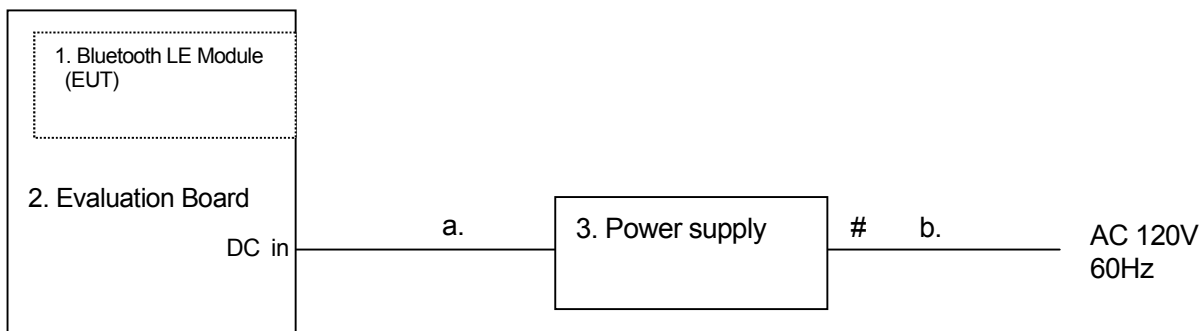 1. Bluetooth LE Module
(EUT)
2. Evaluation Board
DC in
a.
3. Power supply
# b.
AC 120V
60Hz